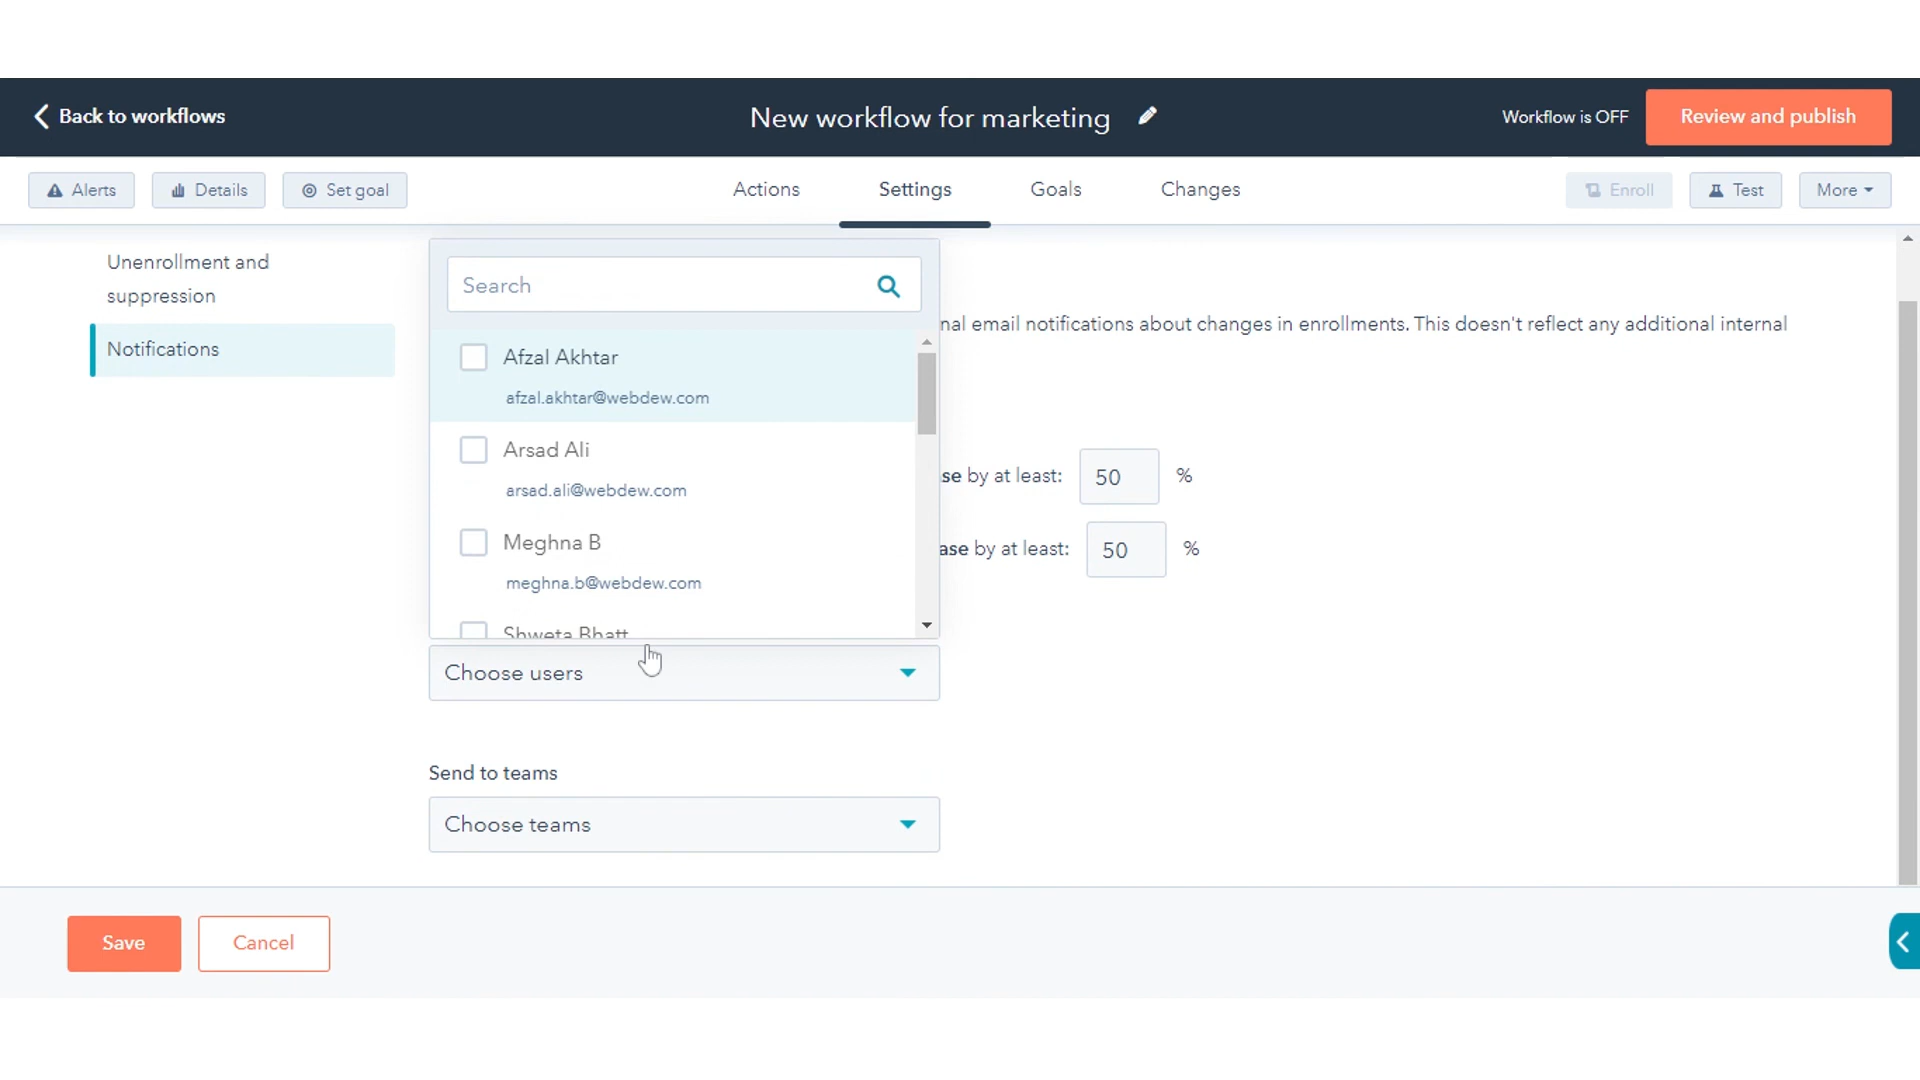 Back to workflows
New workflow for marketing
Workflow is OFF
Review and publish
Alerts
Details
Set goal
Actions
Settings
Goals
Changes
Enroll
Test
More
Unenrollment and
suppression
Notifications
Search
nal email notifications about changes in enrollments. This doesn't reflect any additional internal
Afzal Akhtar
afzal.akhtar@webdew.com
Arsad Ali
arsad.ali@webdew.com
se by at least: 50 %
Meghna B
meghna.b@webdew.com
ase by at least: 50 %
Shweta Bhatt
Choose users
Send to teams
Choose teams
Save
Cancel